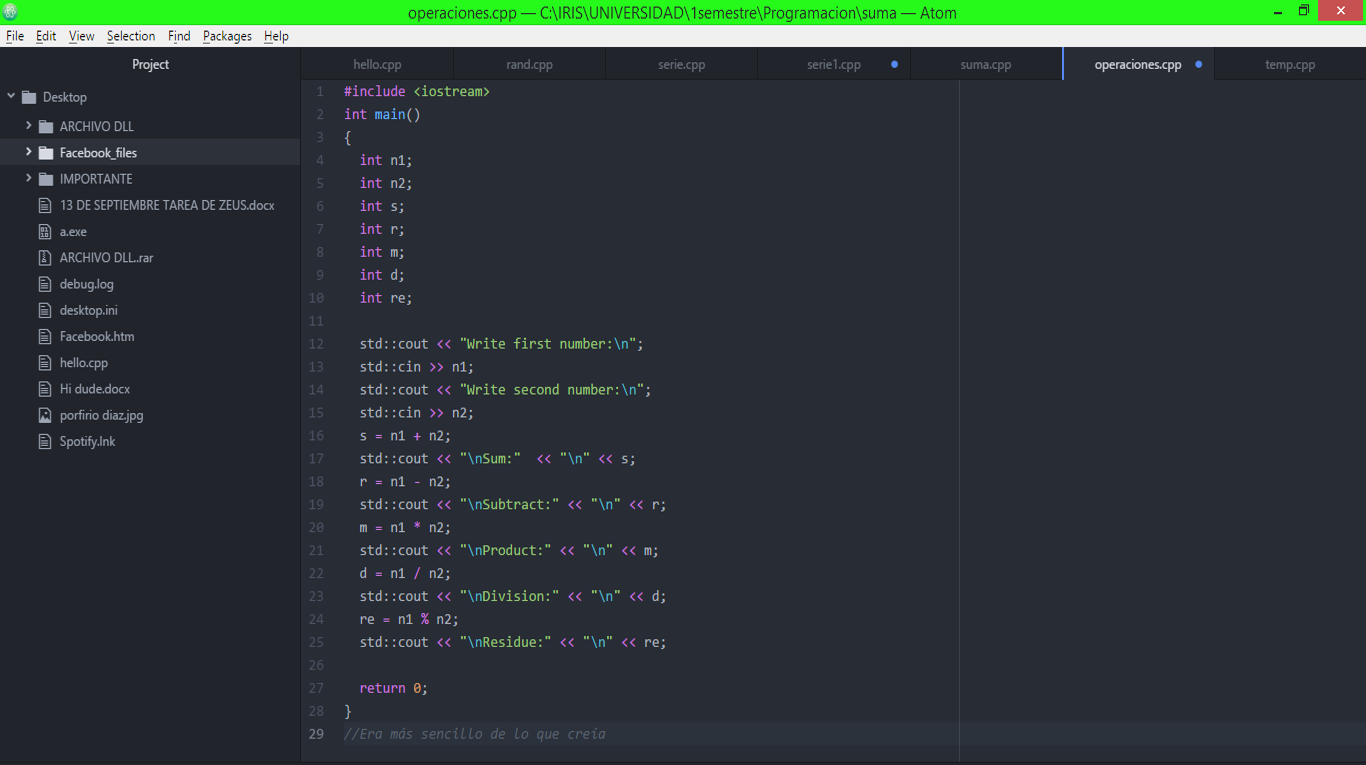 operaciones.cpp — C:\IRIS\UNIVERSIDAD\1semestre\Programacion\suma — Atom
File Edit View Selection Find Packages Help
Project
hello.cpp rand.cpp serie.cpp serie1.cpp suma.cpp operaciones.cpp temp.cpp
Desktop
ARCHIVO DLL
Facebook_files
IMPORTANTE
13 DE SEPTIEMBRE TAREA DE ZEUS.docx
a.exe
ARCHIVO DLL..rar
debug.log
desktop.ini
Facebook.htm
hello.cpp
Hi dude.docx
porfirio diaz.jpg
Spotify.lnk
1 #include <iostream>
2 int main()
3 {
4 int n1;
5 int n2;
6 int s;
7 int r;
8 int m;
9 int d;
10 int re;
11
12 std::cout << "Write first number:\n";
13 std::cin >> n1;
14 std::cout << "Write second number:\n";
15 std::cin >> n2;
16 s = n1 + n2;
17 std::cout << "\nSum:"  << "\n" << s;
18 r = n1 - n2;
19 std::cout << "\nSubtract:" << "\n" << r;
20 m = n1 * n2;
21 std::cout << "\nProduct:" << "\n" << m;
22 d = n1 / n2;
23 std::cout << "\nDivision:" << "\n" << d;
24 re = n1 % n2;
25 std::cout << "\nResidue:" << "\n" << re;
26
27 return 0;
28 }
29 //Era más sencillo de lo que creía